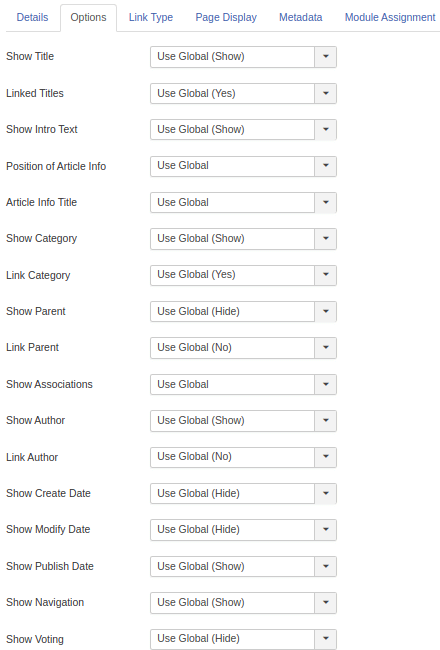 Details Options Link Type Page Display Metadata Module Assignment
Show Title Use Global (Show)
Linked Titles Use Global (Yes)
Show Intro Text Use Global (Show)
Position of Article Info Use Global
Article Info Title Use Global
Show Category Use Global (Show)
Link Category Use Global (Yes)
Show Parent Use Global (Hide)
Link Parent Use Global (No)
Show Associations Use Global
Show Author Use Global (Show)
Link Author Use Global (No)
Show Create Date Use Global (Hide)
Show Modify Date Use Global (Hide)
Show Publish Date Use Global (Show)
Show Navigation Use Global (Show)
Show Voting Use Global (Hide)